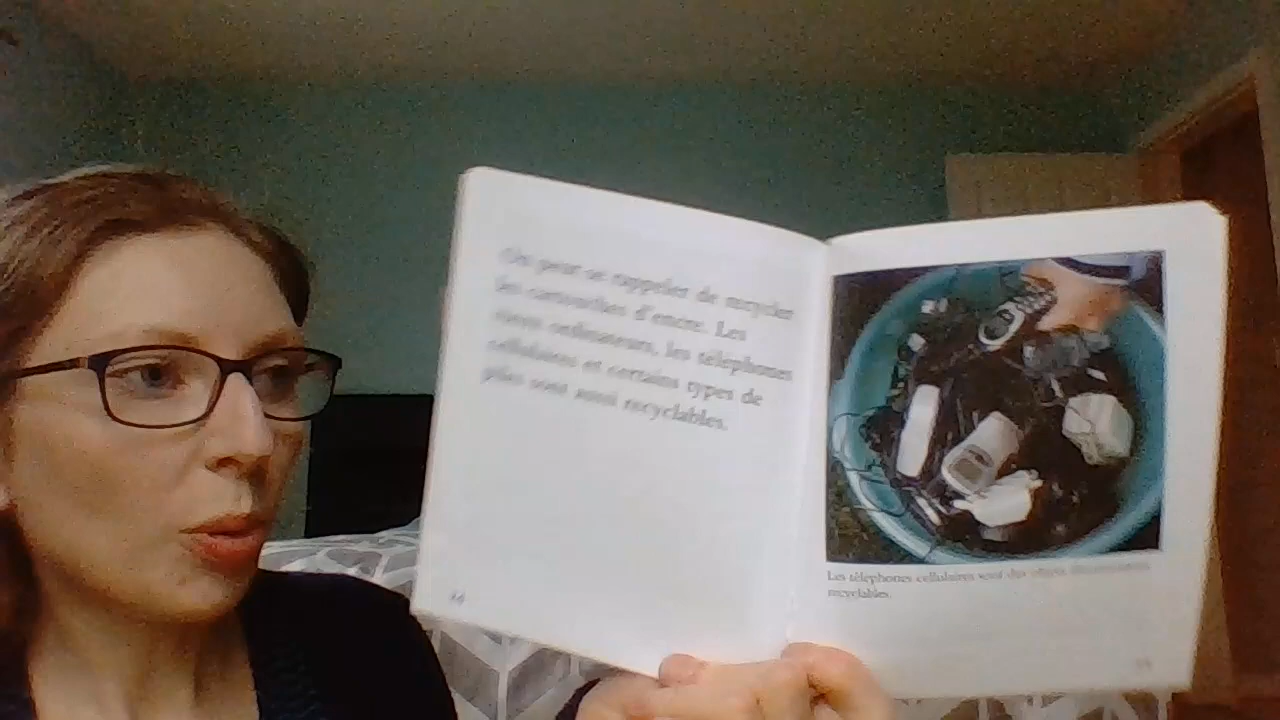 On peut se rappeler de recycler
les cartouches d'encre. Les
vieux ordinateurs, les téléphones
cellulaires et certains types de
piles sont aussi recyclables.
44
Les téléphones cellulaires sont des objets
recyclables.